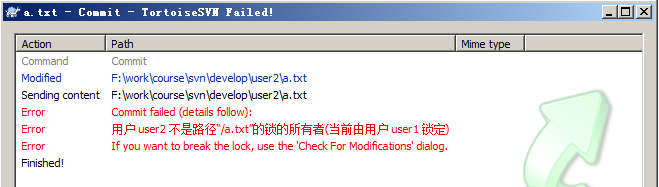 a.txt - Commit - TortoiseSVN Failed!
Action Path Mime type
Command Commit
Modified F:\work\course\svn\develop\user2\a.txt
Sending content F:\work\course\svn\develop\user2\a.txt
Error Commit failed (details follow):
Error 用户 user2 不是路径“/a.txt”的锁的所有者(当前由用户 user1 锁定)
Error If you want to break the lock, use the 'Check For Modifications' dialog.
Finished!